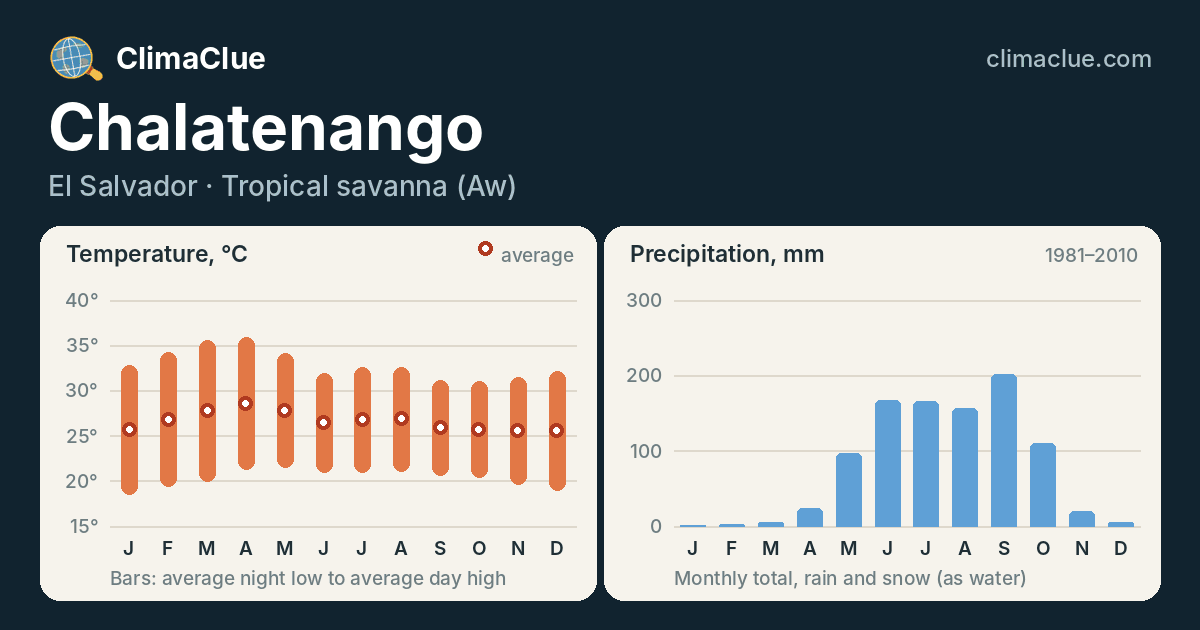 ClimaClue
climaclue.com
Chalatenango
El Salvador · Tropical savanna (Aw)
Temperature, °C
average
40°
35°
30°
25°
20°
15°
J F M A M J J A S O N D
Bars: average night low to average day high
Precipitation, mm
1981–2010
300
200
100
0
J F M A M J J A S O N D
Monthly total, rain and snow (as water)